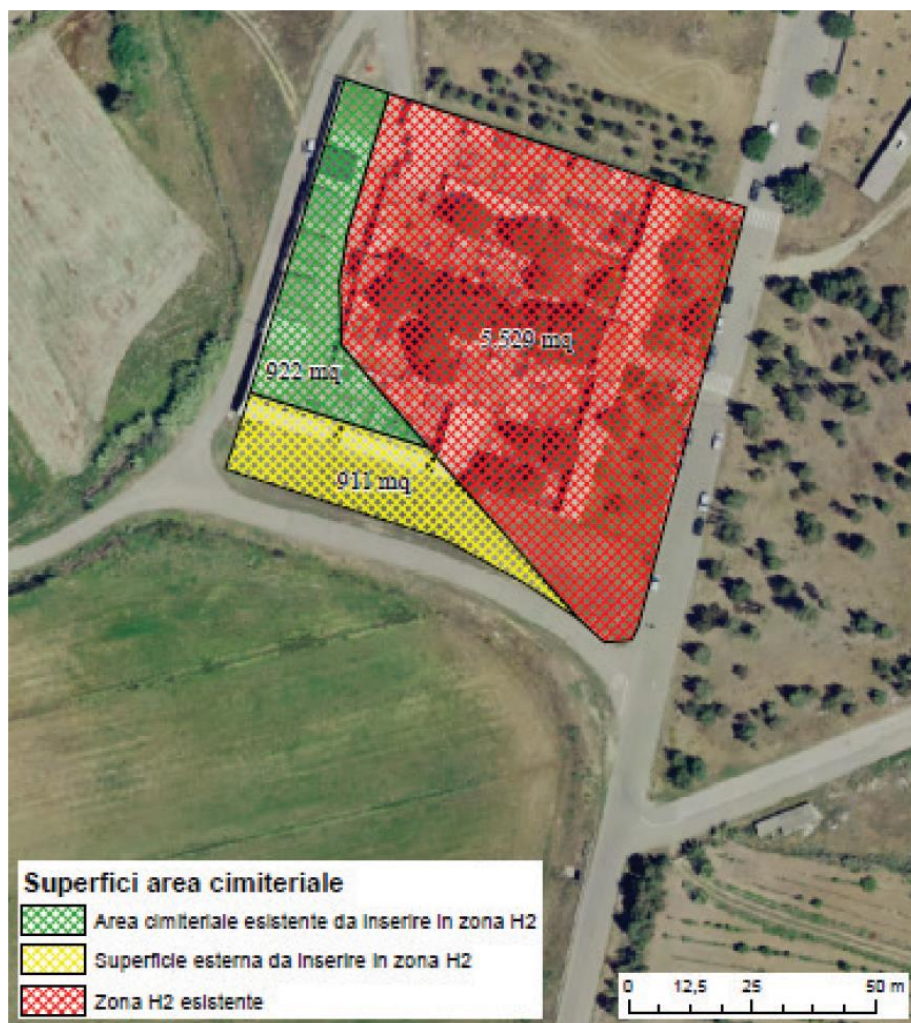 5.529 mq
922 mq
911 mq
Superfici area cimiteriale
Area cimiteriale esistente da inserire in zona H2
Superficie esterna da inserire in zona H2
Zona H2 esistente
0 12,5 25 50 m